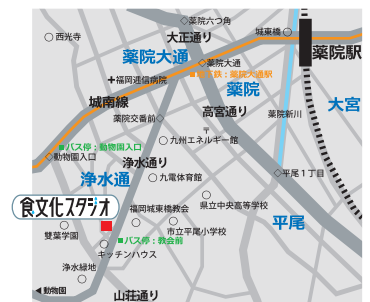 薬院六つ角
西光寺
大正通り
城東橋
薬院大通
薬院駅
薬院大通
福岡逓信病院
地下鉄：薬院大通駅
薬院
城南線
大宮
高宮通り
薬院交番前
薬院新川
〒
九州エネルギー館
バス停：動物園入口
動物園入口
浄水通り
浄水通
九電体育館
平尾1丁目
食文化スタジオ
県立中央高等学校
福岡城東橋教会
平尾
雙葉学園
市立平尾小学校
バス停：教会前
キッチンハウス
浄水緑地
動物園
山荘通り